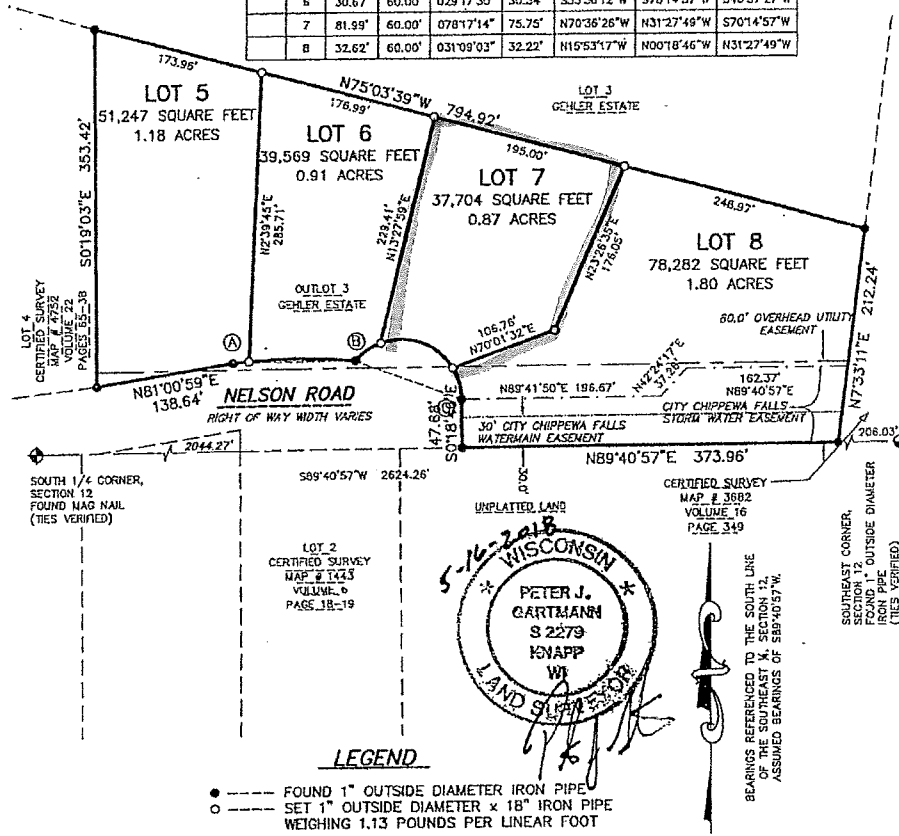 6 30.67' 60.00' 029°17'30" 30.34'
7 81.99' 60.00' 078°17'14" 75.75' N70°36'26"W N31°27'49"W S70°14'57"W
8 32.62' 60.00' 031°09'03" 32.22' N15°53'17"W N00°18'46"W N31°27'49"W
173.96'
N75°03'39"W 794.92'
176.99'
195.00'
246.97'
LOT 3
GEHLER ESTATE
LOT 5
51,247 SQUARE FEET
1.18 ACRES
LOT 6
39,569 SQUARE FEET
0.91 ACRES
LOT 7
37,704 SQUARE FEET
0.87 ACRES
LOT 8
78,282 SQUARE FEET
1.80 ACRES
S0°19'03"E 353.42'
N2°39'45"E
285.71'
229.41'
N13°27'59"E
N23°26'35"E
176.05'
N7°33'11"E 212.24'
OUTLOT 3
GEHLER ESTATE
60.0' OVERHEAD UTILITY
EASEMENT
LOT 4
CERTIFIED SURVEY
MAP # 4752
VOLUME 22
PAGES
A
B
106.76'
N70°01'32"E
N81°00'59"E
138.64'
NELSON ROAD
RIGHT OF WAY WIDTH VARIES
N89°41'50"E 196.67'
N42°24'17"E
37.28'
162.37'
N89°40'57"E
47.68'
30' CITY CHIPPEWA FALLS
WATERMAIN EASEMENT
CITY CHIPPEWA FALLS
STORM WATER EASEMENT
N89°40'57"E 373.96'
2044.27'
206.03'
S89°40'57"W 2624.26'
30.0'
SOUTH 1/4 CORNER,
SECTION 12
FOUND MAG NAIL
(TIES VERIFIED)
UNPLATTED LAND
CERTIFIED SURVEY
MAP # 3682
VOLUME 16
PAGE 349
SOUTHEAST CORNER,
SECTION 12
FOUND 1" OUTSIDE DIAMETER
IRON PIPE
(TIES VERIFIED)
LOT 2
CERTIFIED SURVEY
MAP # 1443
VOLUME 6
PAGE 18-19
5-16-2018
WISCONSIN
PETER J.
GARTMANN
S 2279
KNAPP
WI
LAND SURVEYOR
BEARINGS REFERENCED TO THE SOUTH LINE
OF THE SOUTHEAST ¼, SECTION 12,
ASSUMED BEARINGS OF S89°40'57"W.
LEGEND
FOUND 1" OUTSIDE DIAMETER IRON PIPE
SET 1" OUTSIDE DIAMETER x 18" IRON PIPE
WEIGHING 1.13 POUNDS PER LINEAR FOOT